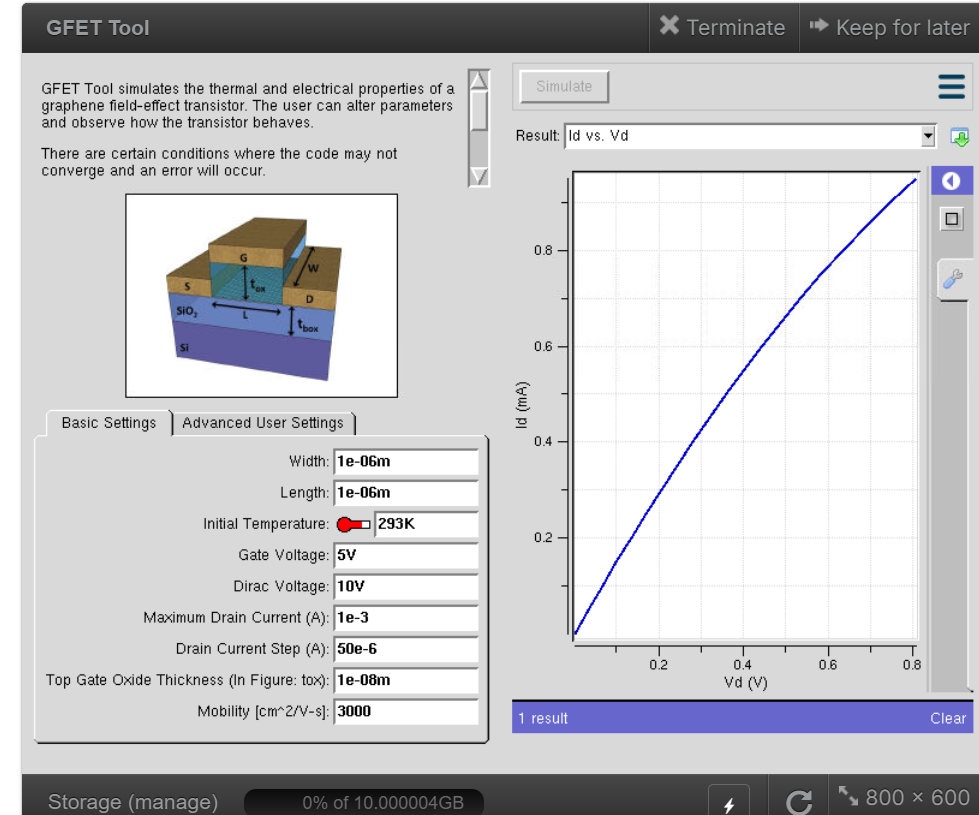 GFET Tool
Terminate
Keep for later
GFET Tool simulates the thermal and electrical properties of a
graphene field-effect transistor. The user can alter parameters
and observe how the transistor behaves.
There are certain conditions where the code may not
converge and an error will occur.
G
W
S
tox
D
SiO2
L
tbox
Si
Basic Settings
Advanced User Settings
Width: 1e-06m
Length: 1e-06m
Initial Temperature: 293K
Gate Voltage: 5V
Dirac Voltage: 10V
Maximum Drain Current (A): 1e-3
Drain Current Step (A): 50e-6
Top Gate Oxide Thickness (In Figure: tox): 1e-08m
Mobility [cm^2/V-s]: 3000
Simulate
Result: Id vs. Vd
0.8
0.6
0.4
0.2
Id (mA)
0.2 0.4 0.6 0.8
Vd (V)
1 result
Clear
Storage (manage)
0% of 10.000004GB
800 × 600